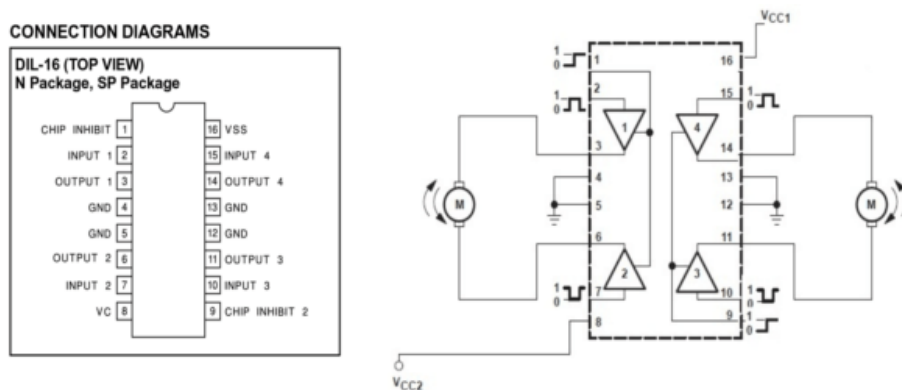 CONNECTION DIAGRAMS
DIL-16 (TOP VIEW)
N Package, SP Package
CHIP INHIBIT 1 16 VSS
INPUT 1 2 15 INPUT 4
OUTPUT 1 3 14 OUTPUT 4
GND 4 13 GND
GND 5 12 GND
OUTPUT 2 6 11 OUTPUT 3
INPUT 2 7 10 INPUT 3
VC 8 9 CHIP INHIBIT 2
VCC1
1 0 1 16
1 0 2 15 1 0
1 4
3 14
4 13
M M
5 12
6 11
2 3
1 0 7 10 1 0
8 9 1 0
VCC2